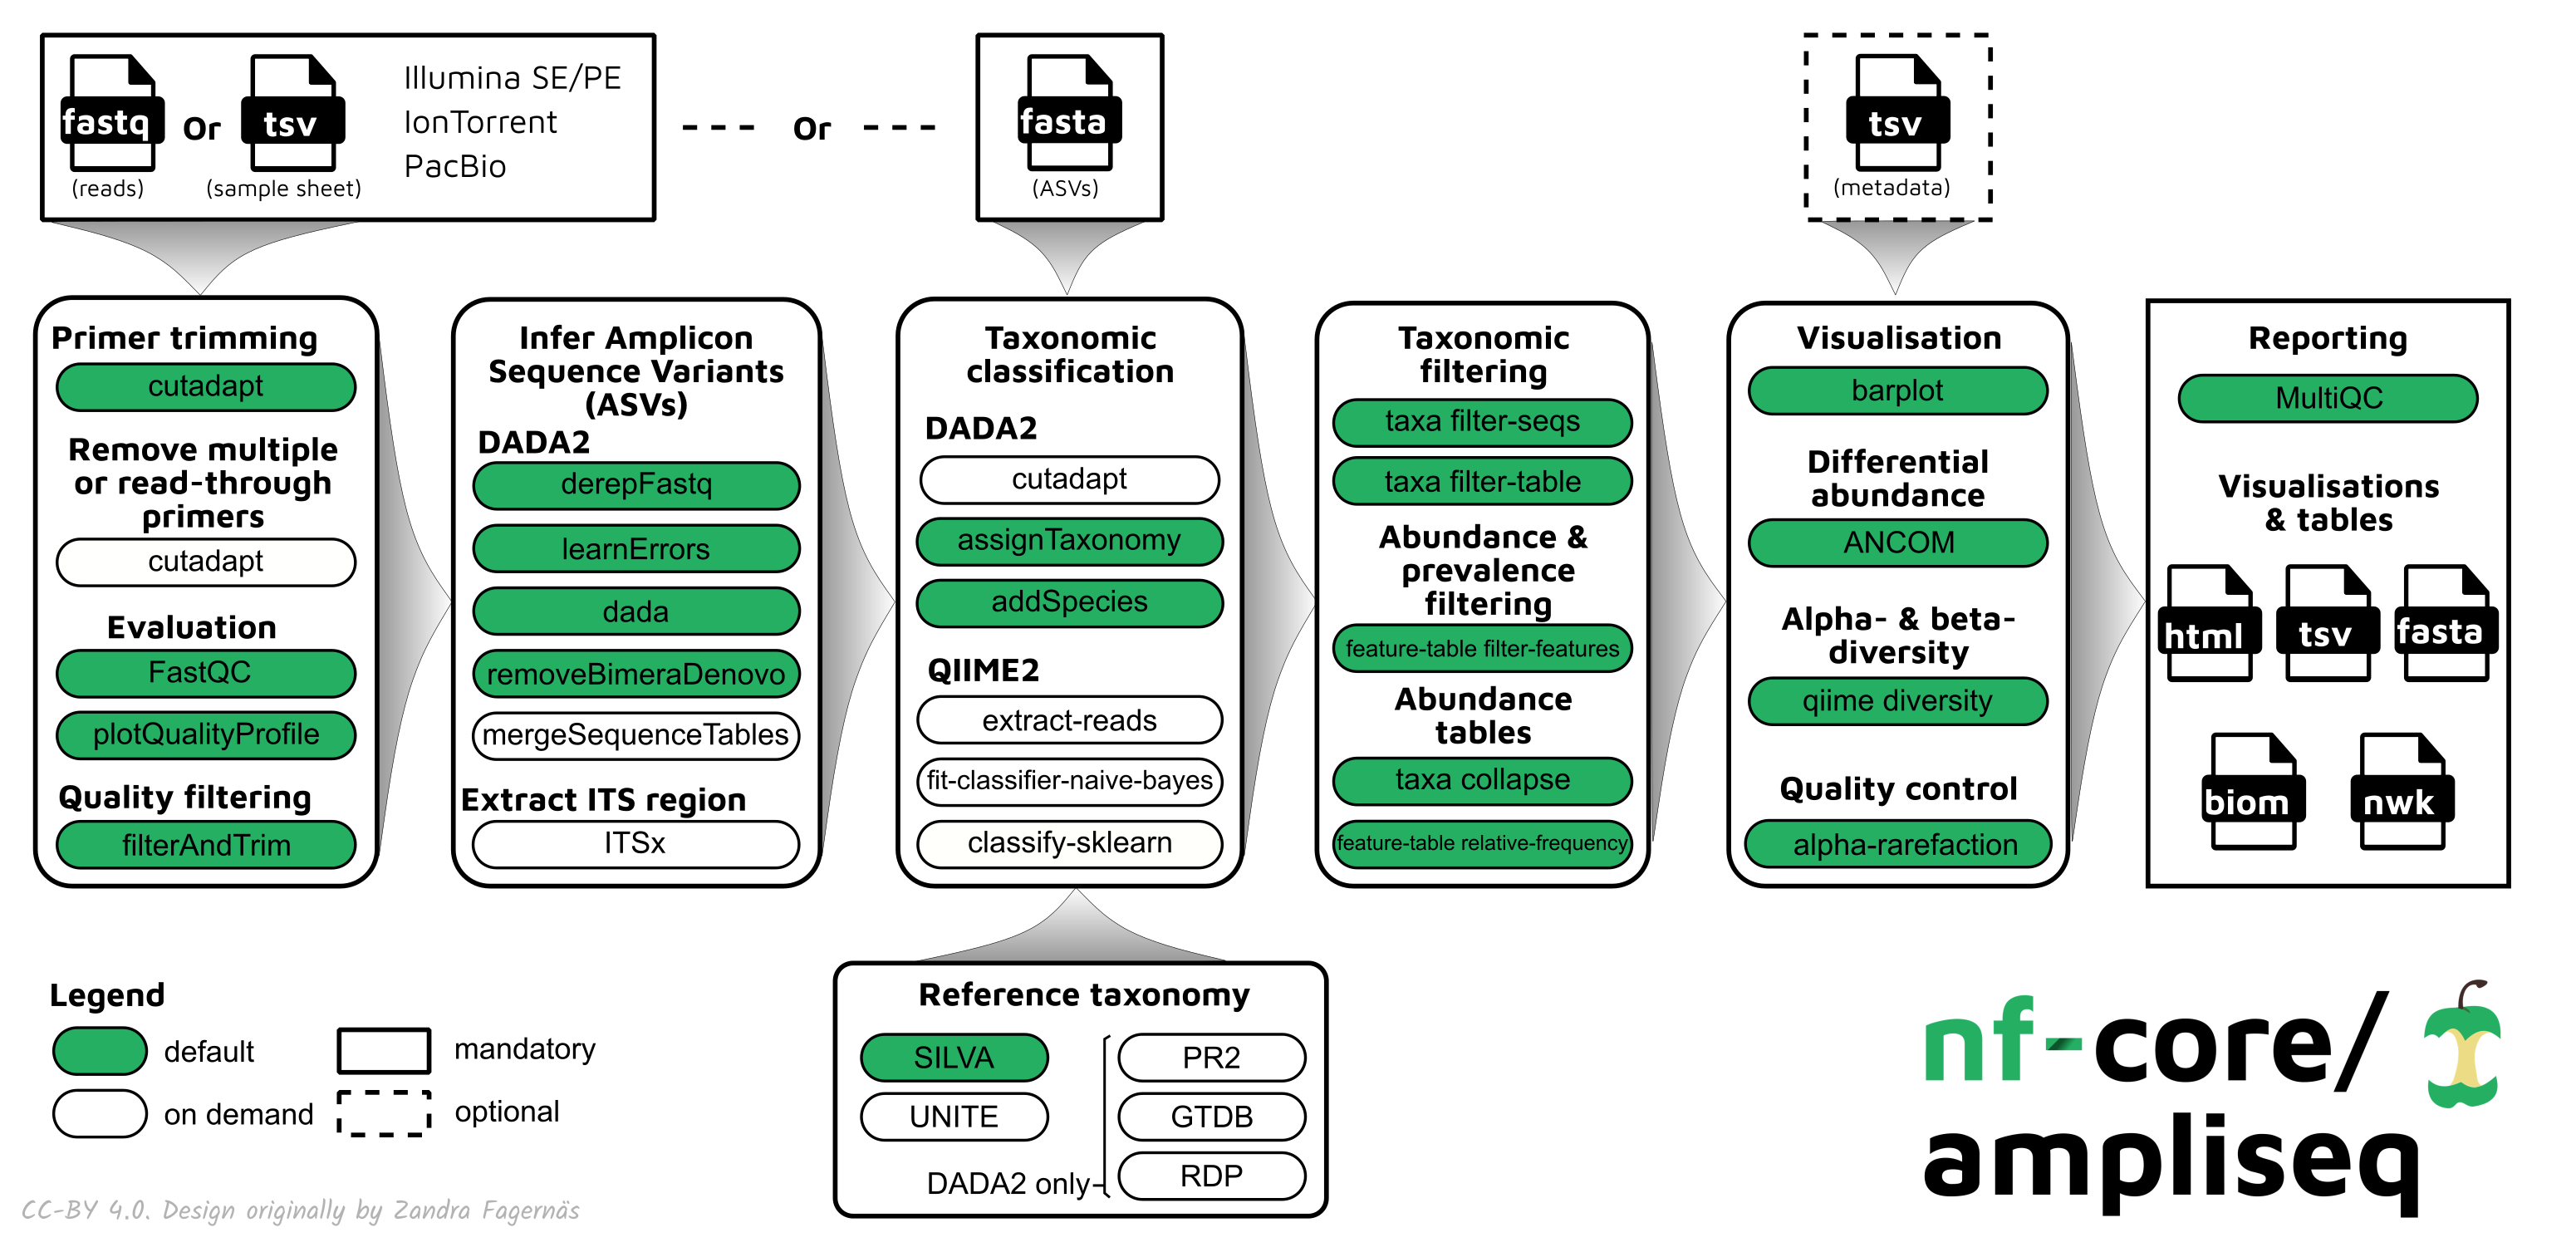 fastq
Or
tsv
(reads)
(sample sheet)
Illumina SE/PE
IonTorrent
PacBio
Or
fasta
(ASVs)
tsv
(metadata)
Primer trimming
cutadapt
Remove multiple
or read-through
primers
cutadapt
Evaluation
FastQC
plotQualityProfile
Quality filtering
filterAndTrim
Infer Amplicon
Sequence Variants
(ASVs)
DADA2
derepFastq
learnErrors
dada
removeBimeraDenovo
mergeSequenceTables
Extract ITS region
ITSx
Taxonomic
classification
DADA2
cutadapt
assignTaxonomy
addSpecies
QIIME2
extract-reads
fit-classifier-naive-bayes
classify-sklearn
Taxonomic
filtering
taxa filter-seqs
taxa filter-table
Abundance &
prevalence
filtering
feature-table filter-features
Abundance
tables
taxa collapse
feature-table relative-frequency
Visualisation
barplot
Differential
abundance
ANCOM
Alpha- & beta-
diversity
qiime diversity
Quality control
alpha-rarefaction
Reporting
MultiQC
Visualisations
& tables
html
tsv
fasta
biom
nwk
Reference taxonomy
SILVA
UNITE
DADA2 only
PR2
GTDB
RDP
Legend
default
on demand
mandatory
optional
CC-BY 4.0. Design originally by Zandra Fagernäs
nf-core/
ampliseq